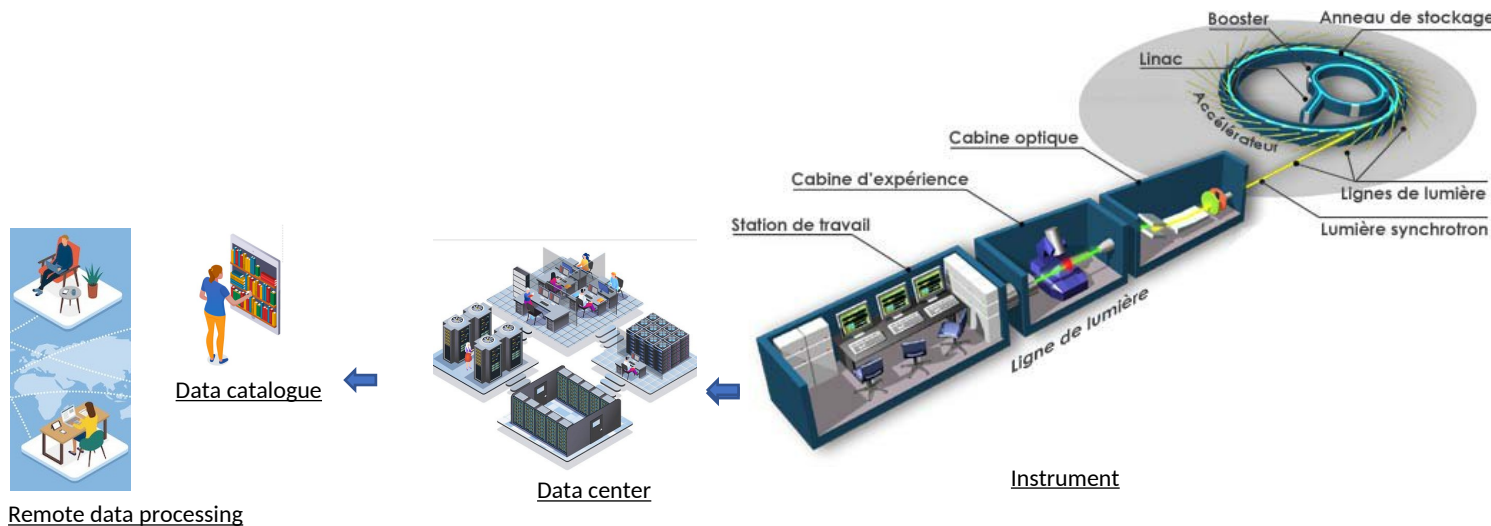 Booster
Anneau de stockage
Linac
Accélérateur
Cabine optique
Cabine d'expérience
Lignes de lumière
Station de travail
Lumière synchrotron
Ligne de lumière
Data catalogue
Instrument
Data center
Remote data processing